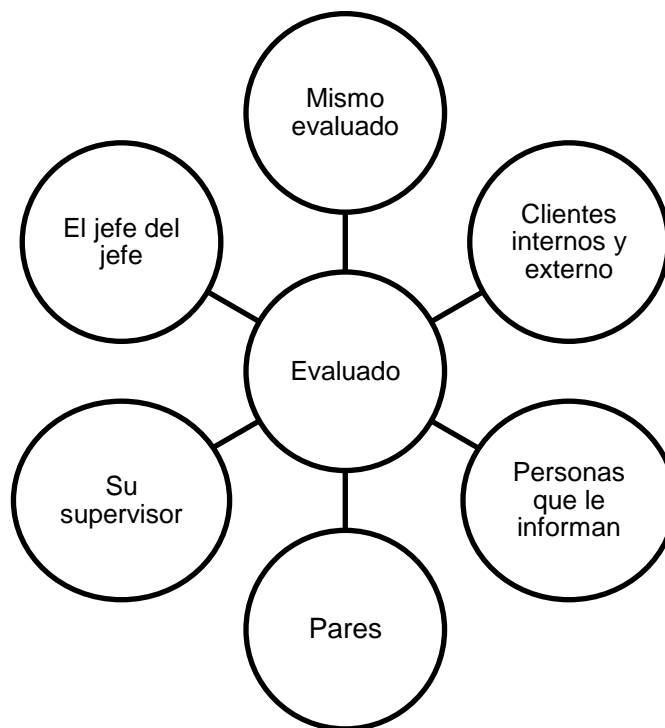 Mismo
evaluado
Clientes
internos y
externo
Personas
que le
informan
Pares
Su
supervisor
El jefe del
jefe
Evaluado